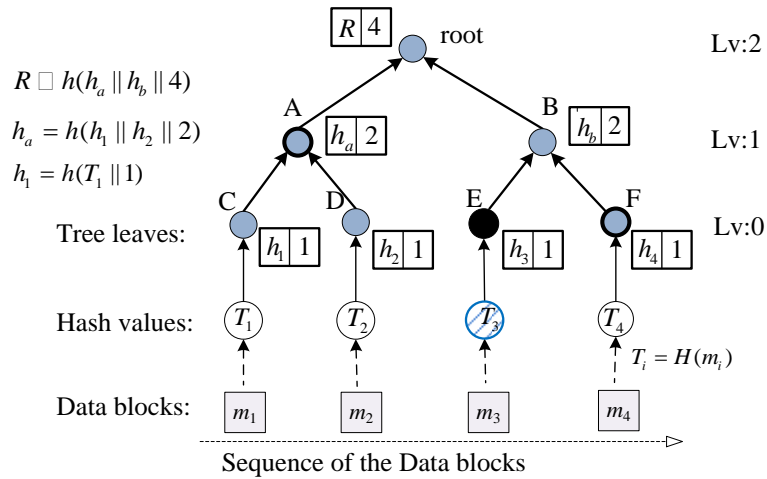 R 4 root Lv:2
R □ h(h_a || h_b || 4)
A B
h_a 2 h_b 2 Lv:1
h_a = h(h_1 || h_2 || 2)
h_1 = h(T_1 || 1)
C D E F
Tree leaves: Lv:0
h_1 1 h_2 1 h_3 1 h_4 1
Hash values: T_1 T_2 T_3 T_4
T_i = H(m_i)
Data blocks: m_1 m_2 m_3 m_4
Sequence of the Data blocks